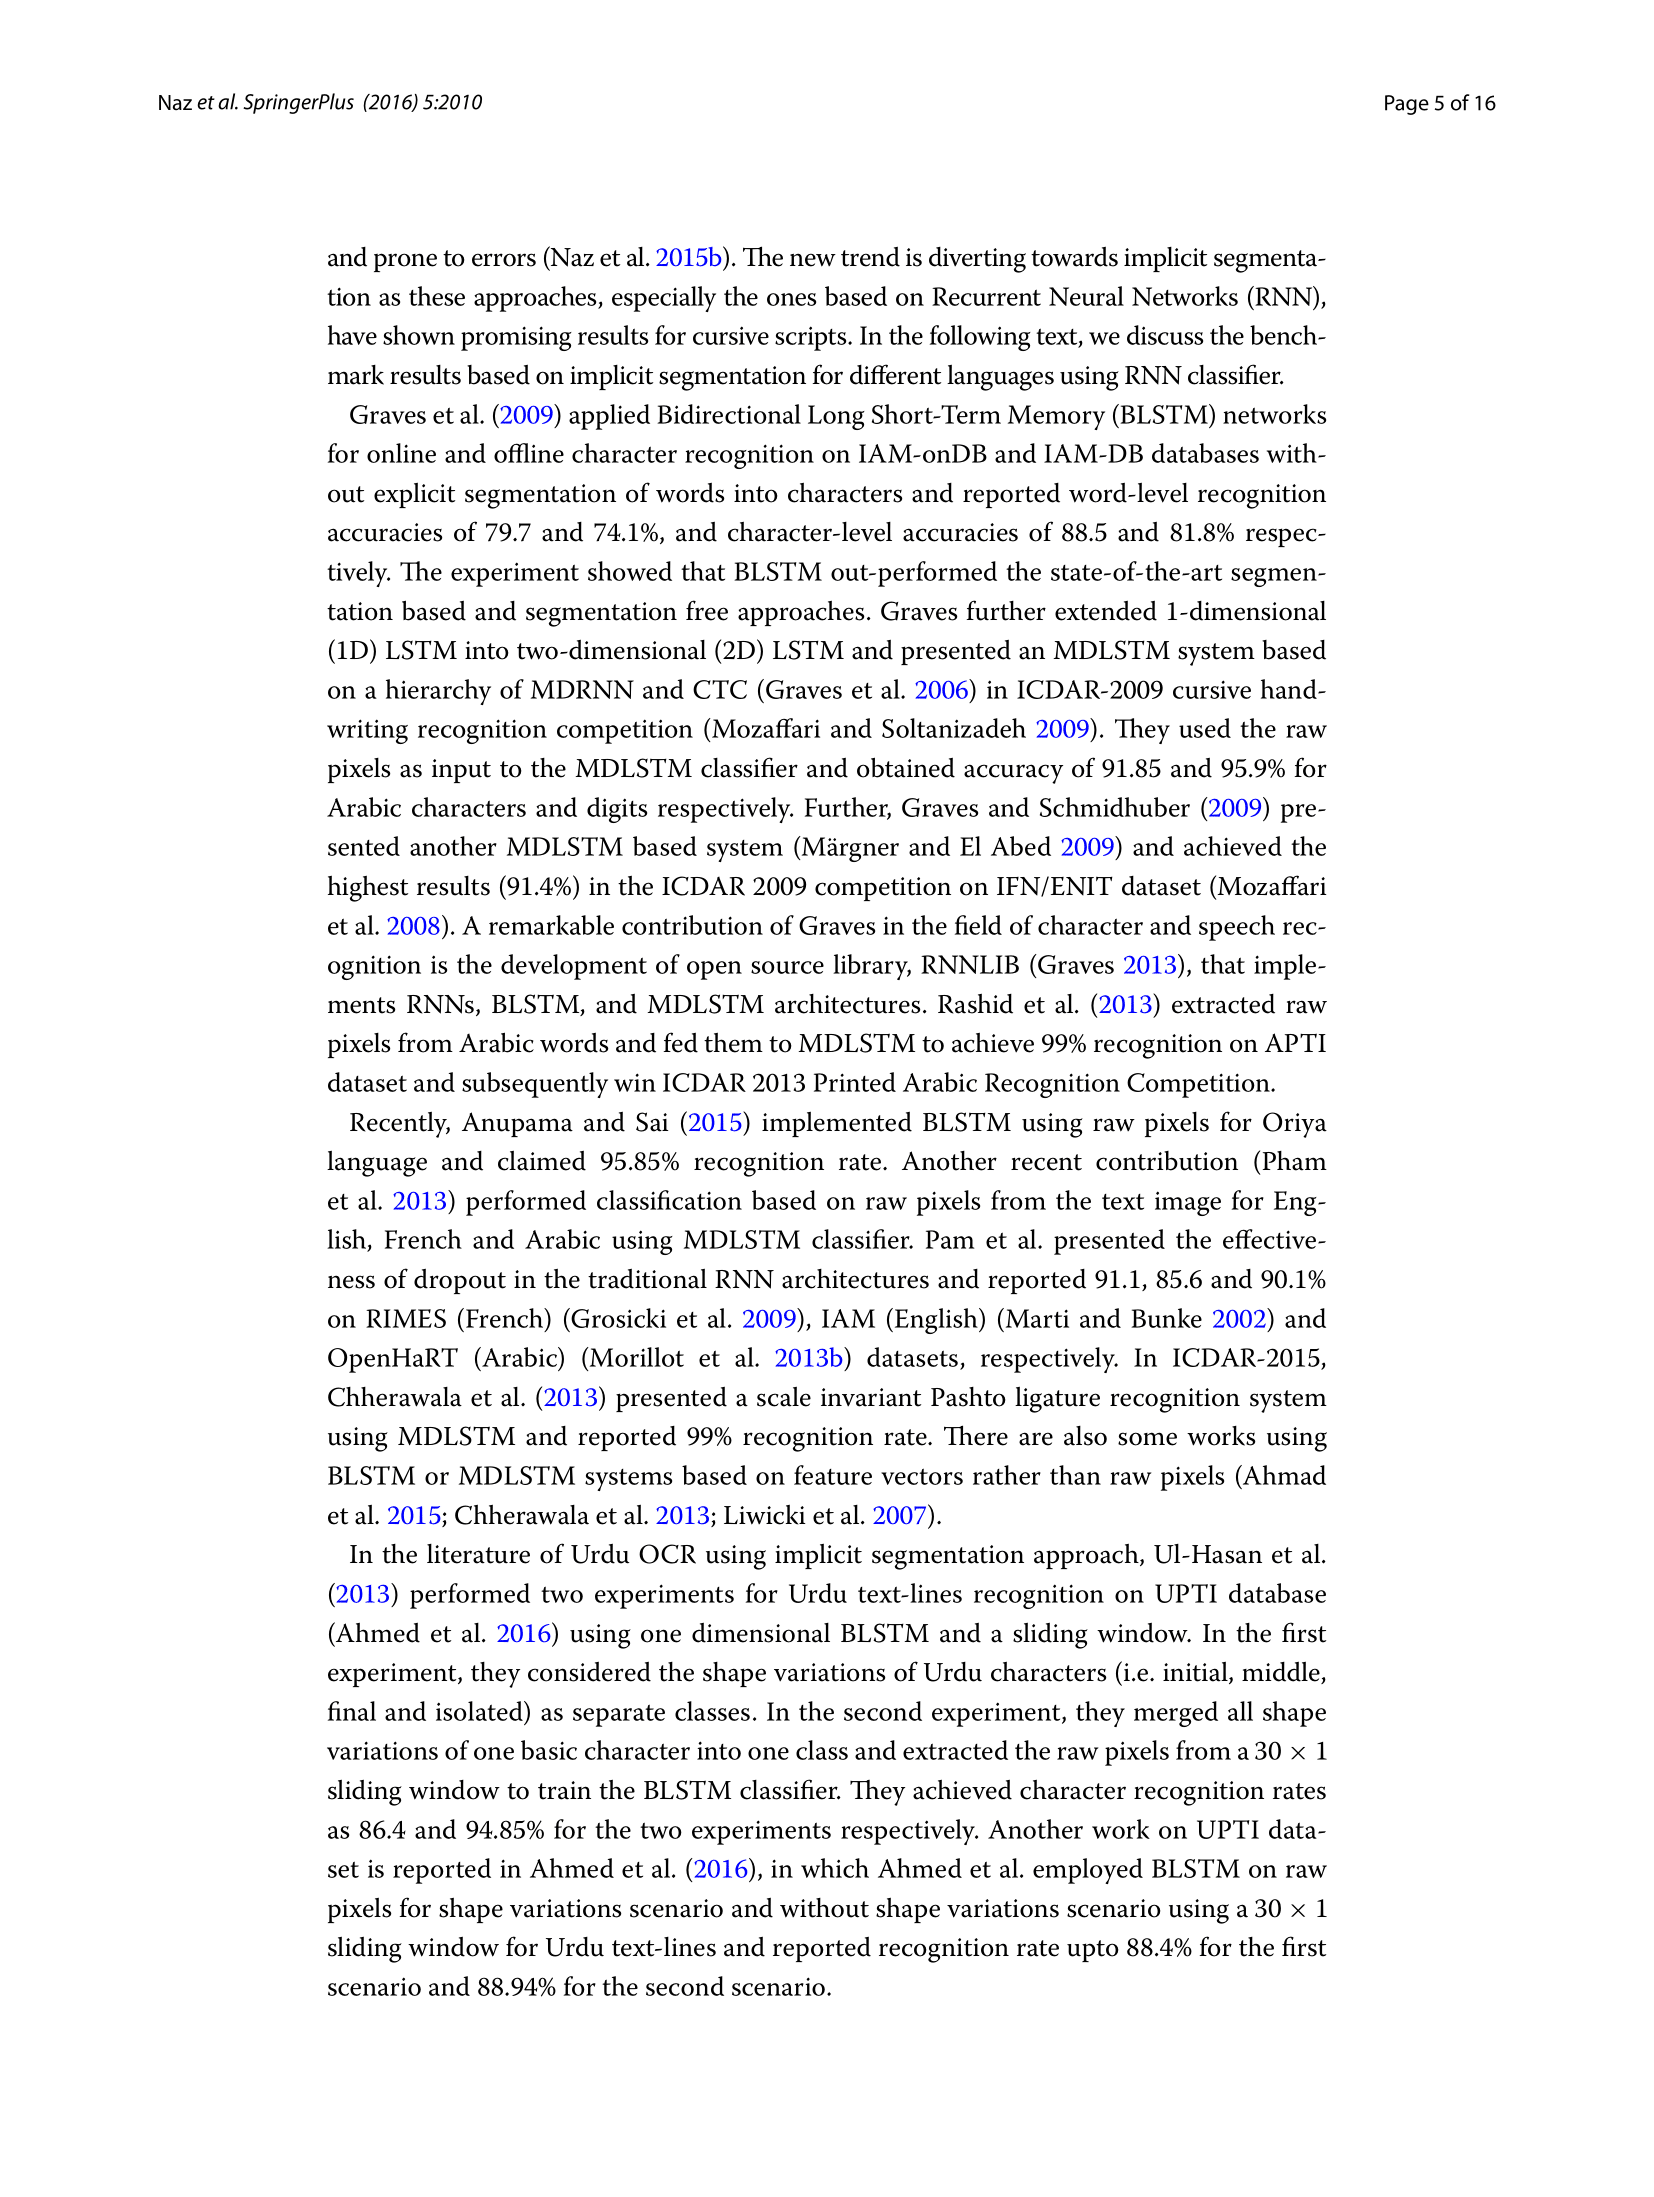 Naz et al. SpringerPlus (2016) 5:2010
Page 5 of 16
and prone to errors (Naz et al. 2015b). The new trend is diverting towards implicit segmenta-
tion as these approaches, especially the ones based on Recurrent Neural Networks (RNN),
have shown promising results for cursive scripts. In the following text, we discuss the bench-
mark results based on implicit segmentation for different languages using RNN classifier.
Graves et al. (2009) applied Bidirectional Long Short-Term Memory (BLSTM) networks
for online and offline character recognition on IAM-onDB and IAM-DB databases with-
out explicit segmentation of words into characters and reported word-level recognition
accuracies of 79.7 and 74.1%, and character-level accuracies of 88.5 and 81.8% respec-
tively. The experiment showed that BLSTM out-performed the state-of-the-art segmen-
tation based and segmentation free approaches. Graves further extended 1-dimensional
(1D) LSTM into two-dimensional (2D) LSTM and presented an MDLSTM system based
on a hierarchy of MDRNN and CTC (Graves et al. 2006) in ICDAR-2009 cursive hand-
writing recognition competition (Mozaffari and Soltanizadeh 2009). They used the raw
pixels as input to the MDLSTM classifier and obtained accuracy of 91.85 and 95.9% for
Arabic characters and digits respectively. Further, Graves and Schmidhuber (2009) pre-
sented another MDLSTM based system (Märgner and El Abed 2009) and achieved the
highest results (91.4%) in the ICDAR 2009 competition on IFN/ENIT dataset (Mozaffari
et al. 2008). A remarkable contribution of Graves in the field of character and speech rec-
ognition is the development of open source library, RNNLIB (Graves 2013), that imple-
ments RNNs, BLSTM, and MDLSTM architectures. Rashid et al. (2013) extracted raw
pixels from Arabic words and fed them to MDLSTM to achieve 99% recognition on APTI
dataset and subsequently win ICDAR 2013 Printed Arabic Recognition Competition.
Recently, Anupama and Sai (2015) implemented BLSTM using raw pixels for Oriya
language and claimed 95.85% recognition rate. Another recent contribution (Pham
et al. 2013) performed classification based on raw pixels from the text image for Eng-
lish, French and Arabic using MDLSTM classifier. Pam et al. presented the effective-
ness of dropout in the traditional RNN architectures and reported 91.1, 85.6 and 90.1%
on RIMES (French) (Grosicki et al. 2009), IAM (English) (Marti and Bunke 2002) and
OpenHaRT (Arabic) (Morillot et al. 2013b) datasets, respectively. In ICDAR-2015,
Chherawala et al. (2013) presented a scale invariant Pashto ligature recognition system
using MDLSTM and reported 99% recognition rate. There are also some works using
BLSTM or MDLSTM systems based on feature vectors rather than raw pixels (Ahmad
et al. 2015; Chherawala et al. 2013; Liwicki et al. 2007).
In the literature of Urdu OCR using implicit segmentation approach, Ul-Hasan et al.
(2013) performed two experiments for Urdu text-lines recognition on UPTI database
(Ahmed et al. 2016) using one dimensional BLSTM and a sliding window. In the first
experiment, they considered the shape variations of Urdu characters (i.e. initial, middle,
final and isolated) as separate classes. In the second experiment, they merged all shape
variations of one basic character into one class and extracted the raw pixels from a 30 × 1
sliding window to train the BLSTM classifier. They achieved character recognition rates
as 86.4 and 94.85% for the two experiments respectively. Another work on UPTI data-
set is reported in Ahmed et al. (2016), in which Ahmed et al. employed BLSTM on raw
pixels for shape variations scenario and without shape variations scenario using a 30 × 1
sliding window for Urdu text-lines and reported recognition rate upto 88.4% for the first
scenario and 88.94% for the second scenario.